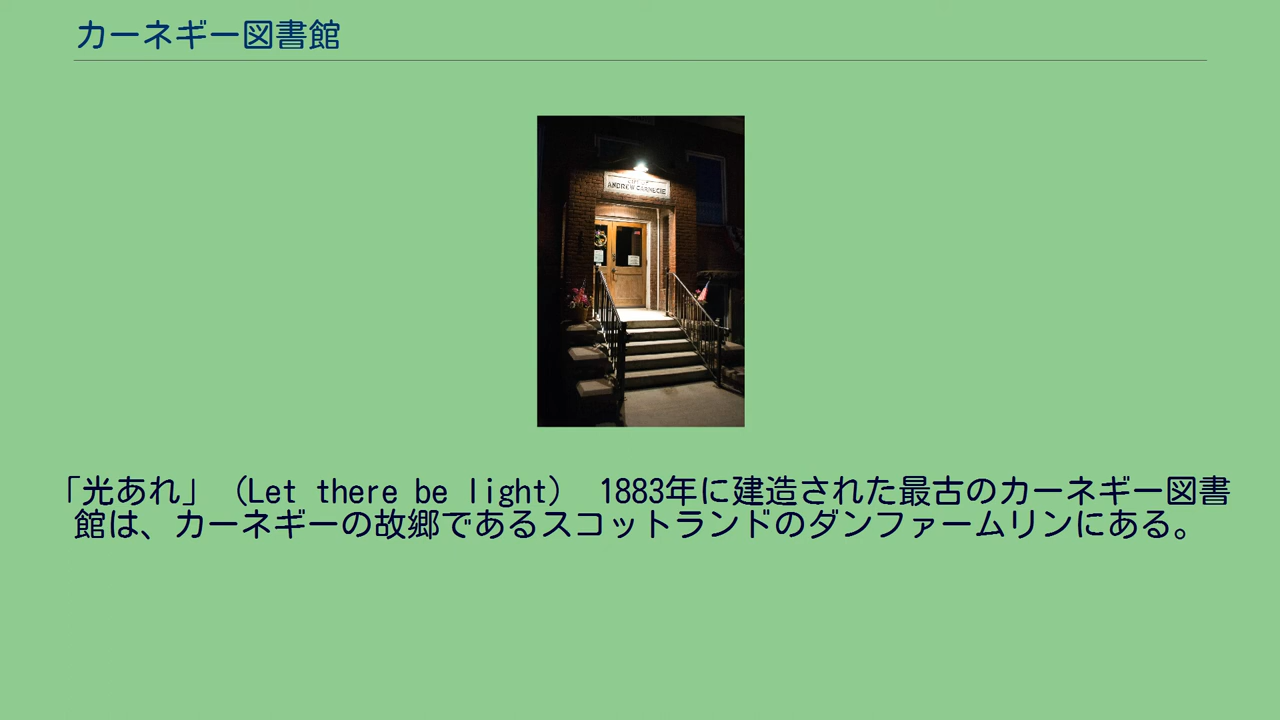 カーネギー図書館
ANDREW CARNEGIE
「光あれ」（Let there be light） 1883年に建造された最古のカーネギー図書
館は、カーネギーの故郷であるスコットランドのダンファームリンにある。